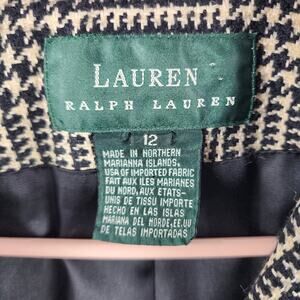 LAUREN
RALPH LAUREN
12
MADE IN NORTHERN
MARIANNA ISLANDS,
USA OF IMPORTED FABRIC
FAIT AUX ILES MARIANES
DU NORD, AUX ETATS-
UNIS DE TISSU IMPORTE
HECHO EN LAS ISLAS
MARIANA DEL NORDE, EE.UU
DE TELAS IMPORTADAS